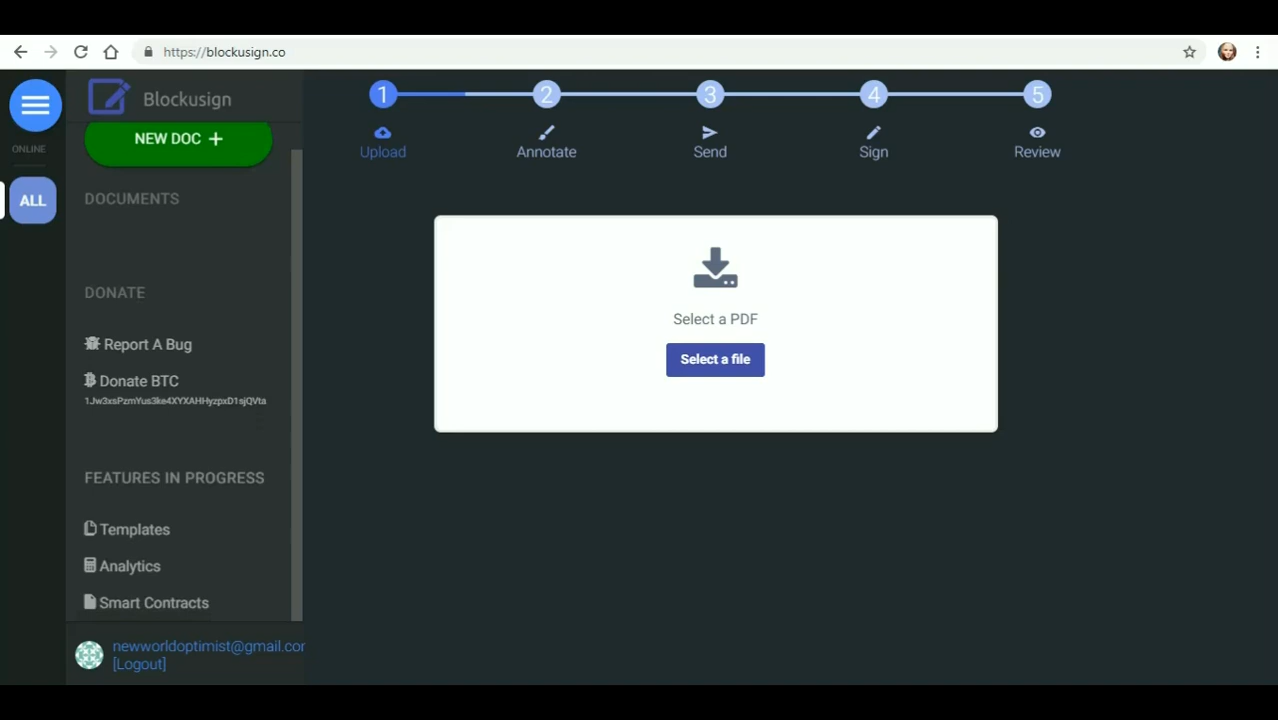 https://blockusign.co
Blockusign
ONLINE
NEW DOC +
ALL
DOCUMENTS
DONATE
Report A Bug
Donate BTC
1Jw3xsPzmYus3ke4XYXAHHyzpxD1sjQVta
FEATURES IN PROGRESS
Templates
Analytics
Smart Contracts
newworldoptimist@gmail.cor
[Logout]
1 2 3 4 5
Upload Annotate Send Sign Review
Select a PDF
Select a file